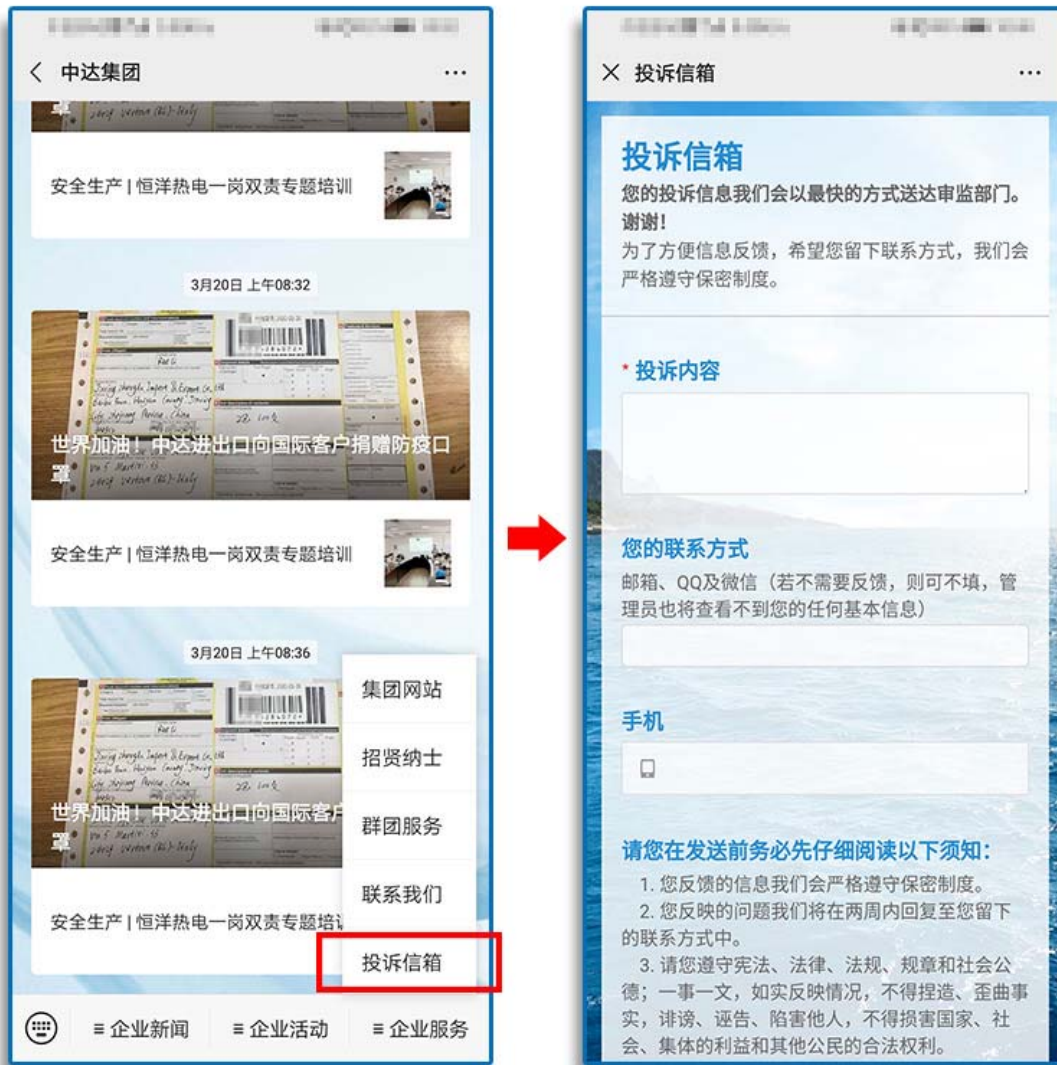 中达集团
罩
安全生产 | 恒洋热电一岗双责专题培训
3月20日 上午08:32
世界加油！中达进出口向国际客户捐赠防疫口
罩
安全生产 | 恒洋热电一岗双责专题培训
3月20日 上午08:36
世界加油！中达进出口向国际客户
罩
安全生产 | 恒洋热电一岗双责专题培
集团网站
招贤纳士
群团服务
联系我们
投诉信箱
企业新闻
企业活动
企业服务
投诉信箱
投诉信箱
您的投诉信息我们会以最快的方式送达审监部门。
谢谢！
为了方便信息反馈，希望您留下联系方式，我们会
严格遵守保密制度。
* 投诉内容
您的联系方式
邮箱、QQ及微信（若不需要反馈，则可不填，管
理员也将查看不到您的任何基本信息）
手机
请您在发送前务必先仔细阅读以下须知：
1. 您反馈的信息我们会严格遵守保密制度。
2. 您反映的问题我们将在两周内回复至您留下
的联系方式中。
3. 请您遵守宪法、法律、法规、规章和社会公
德；一事一文，如实反映情况，不得捏造、歪曲事
实，诽谤、诬告、陷害他人，不得损害国家、社
会、集体的利益和其他公民的合法权利。